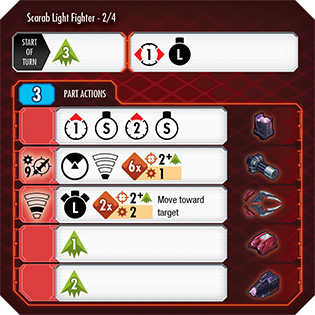 Scarab Light Fighter - 2/4
START OF TURN
3
1
L
3 PART ACTIONS
1 S 2 S
9 6x 2+ 1
L 2x 2+ 2 Move toward target
1
2